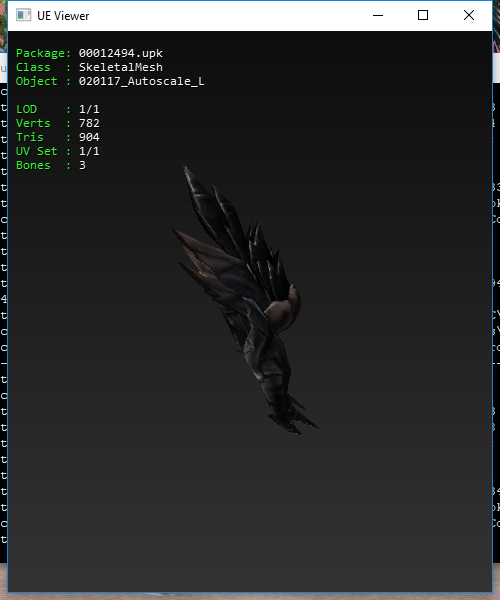 UE Viewer
Package: 00012494.upk
Class : SkeletalMesh
Object : 020117_Autoscale_L
LOD : 1/1
Verts : 782
Tris : 904
UV Set : 1/1
Bones : 3